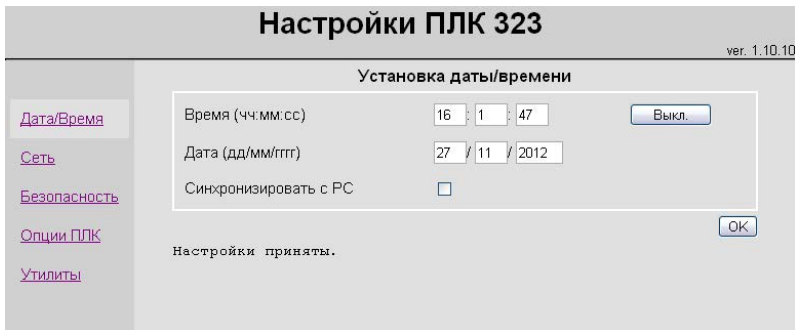 Настройки ПЛК 323
ver. 1.10.10
Установка даты/времени
Дата/Время
Время (чч:мм:сс) 16 : 1 : 47 Выкл.
Сеть
Дата (дд/мм/гггг) 27 / 11 / 2012
Безопасность
Синхронизировать с PC
Опции ПЛК
OK
Настройки приняты.
Утилиты